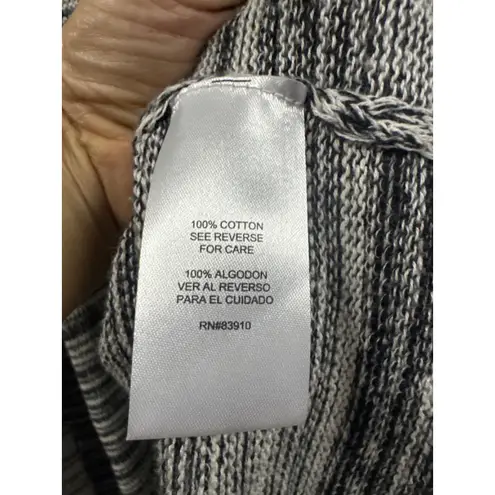 100% COTTON
SEE REVERSE
FOR CARE
100% ALGODON
VER AL REVERSO
PARA EL CUIDADO
RN#83910